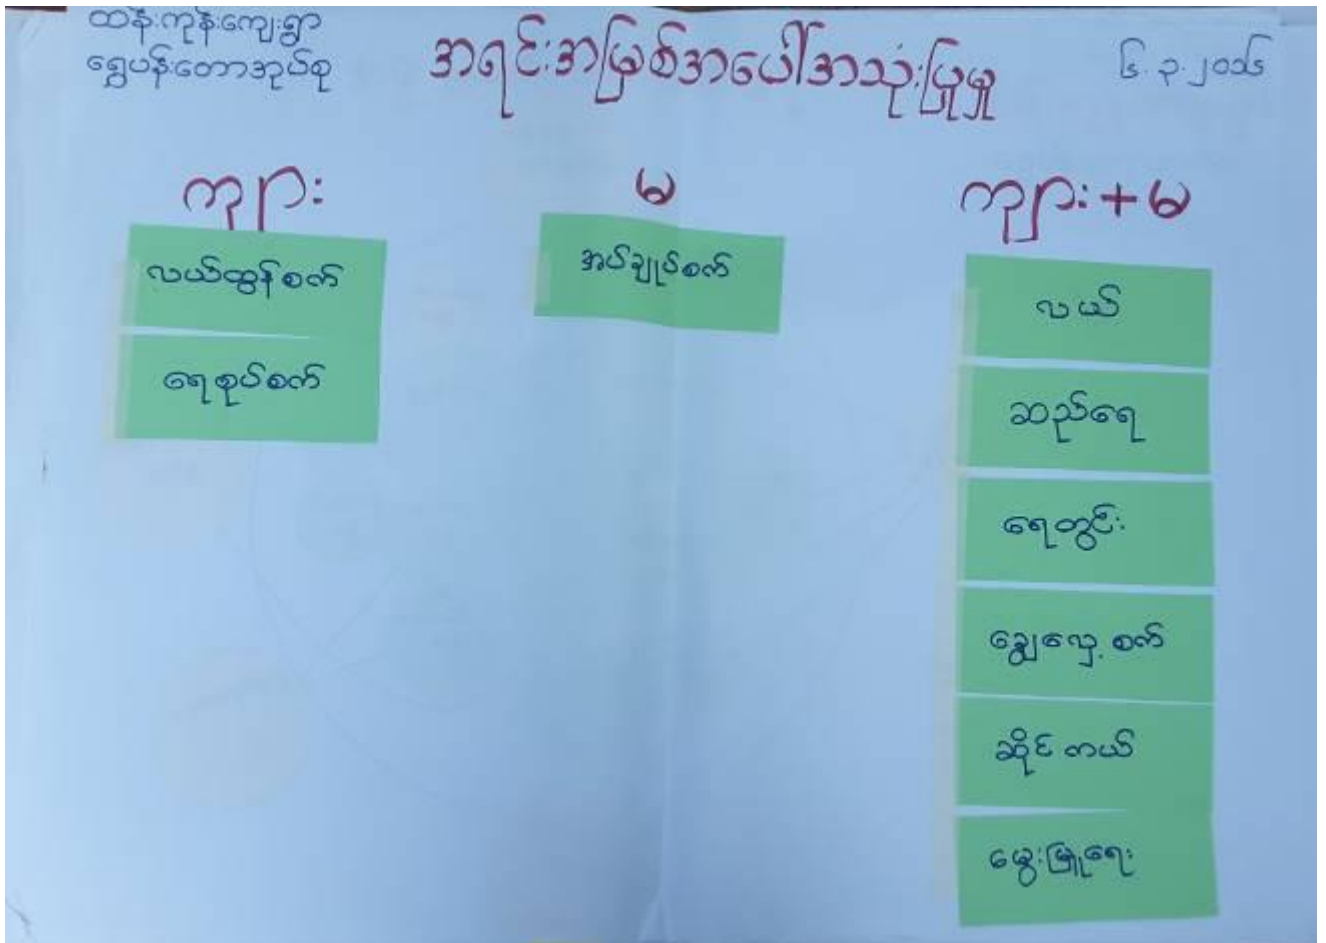 ထန်းကုန်းကျေးရွာ
ရွှေပန်းတောအုပ်စု
အရင်းအမြစ်အပေါ်အသုံးပြုမှု
၆.၃.၂၀၁၆
ကျား
မ
ကျား+မ
လယ်ထွန်စက်
ရေစုပ်စက်
အပ်ချုပ်စက်
လယ်
ဆည်ရေ
ရေတွင်း
ခြွေလှေ့စက်
ဆိုင်ကယ်
မွေးမြူရေး